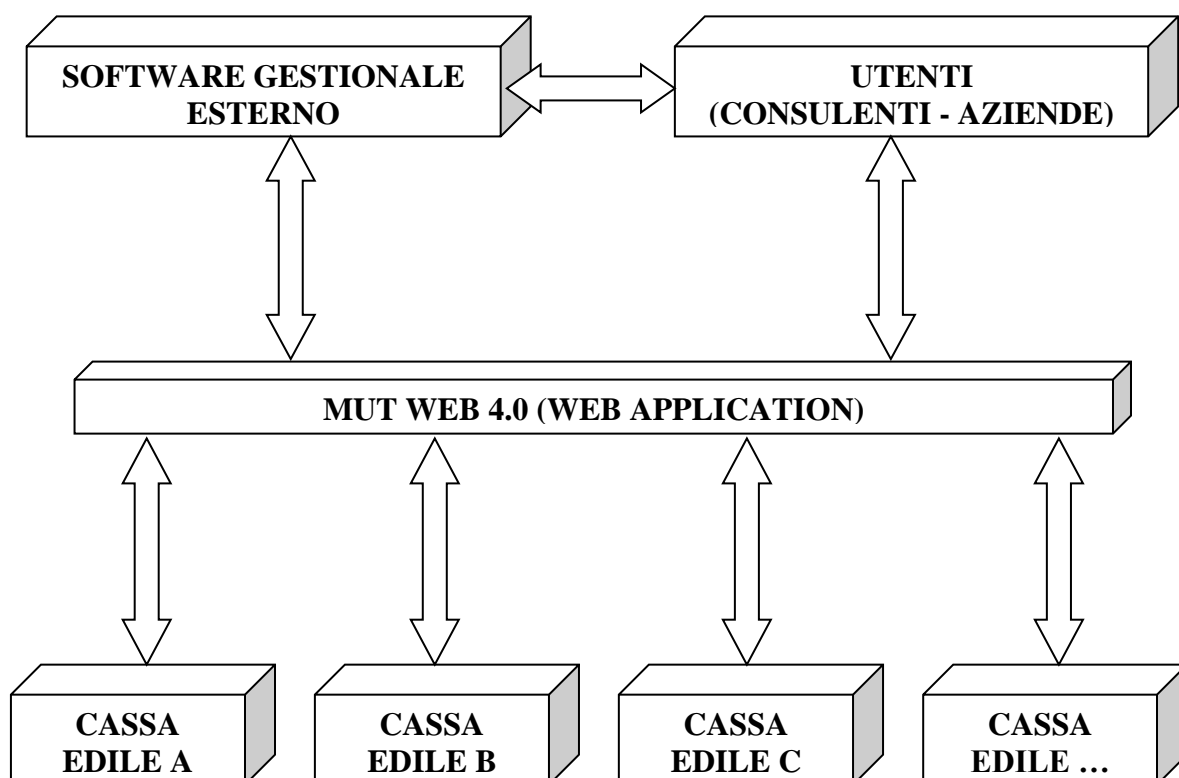 SOFTWARE GESTIONALE
ESTERNO
UTENTI
(CONSULENTI - AZIENDE)
MUT WEB 4.0 (WEB APPLICATION)
CASSA
EDILE A
CASSA
EDILE B
CASSA
EDILE C
CASSA
EDILE …